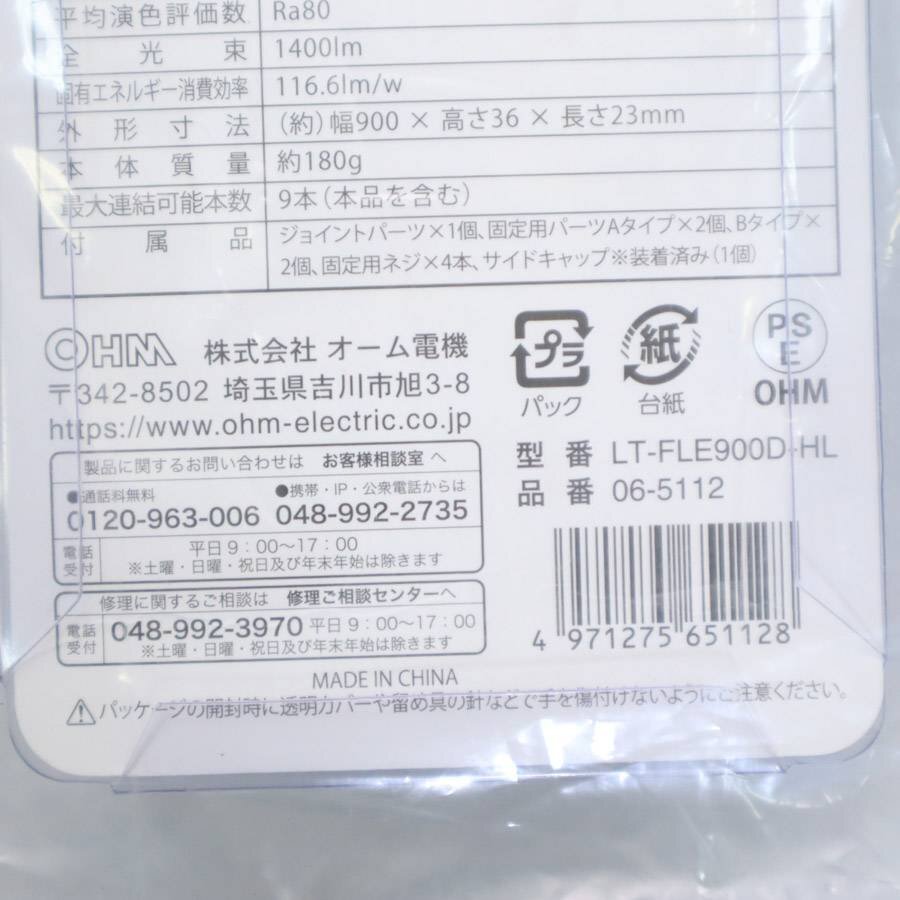 平均演色評価数 Ra80
全光束 1400lm
固有エネルギー消費効率 116.6lm/w
外形寸法 (約)幅900 × 高さ36 × 長さ23mm
本体質量 約180g
最大連結可能本数 9本(本品を含む)
付属品 ジョイントパーツ×1個、固定用パーツAタイプ×2個、Bタイプ×
2個、固定用ネジ×4本、サイドキャップ※装着済み(1個)
OHM 株式会社 オーム電機
〒342-8502 埼玉県吉川市旭3-8
https://www.ohm-electric.co.jp
製品に関するお問い合わせは お客様相談室へ
●通話料無料 ●携帯・IP・公衆電話からは
0120-963-006 048-992-2735
電話受付 平日9:00〜17:00
※土曜・日曜・祝日及び年末年始は除きます
修理に関するご相談は 修理ご相談センターへ
電話受付 048-992-3970 平日9:00〜17:00
※土曜・日曜・祝日及び年末年始は除きます
プラ
パック
紙
台紙
PSE
OHM
型番 LT-FLE900D-HL
品番 06-5112
4 971275 651128
MADE IN CHINA
⚠パッケージの開封時に透明カバーや留め具の針などで手を傷付けないようにご注意ください。